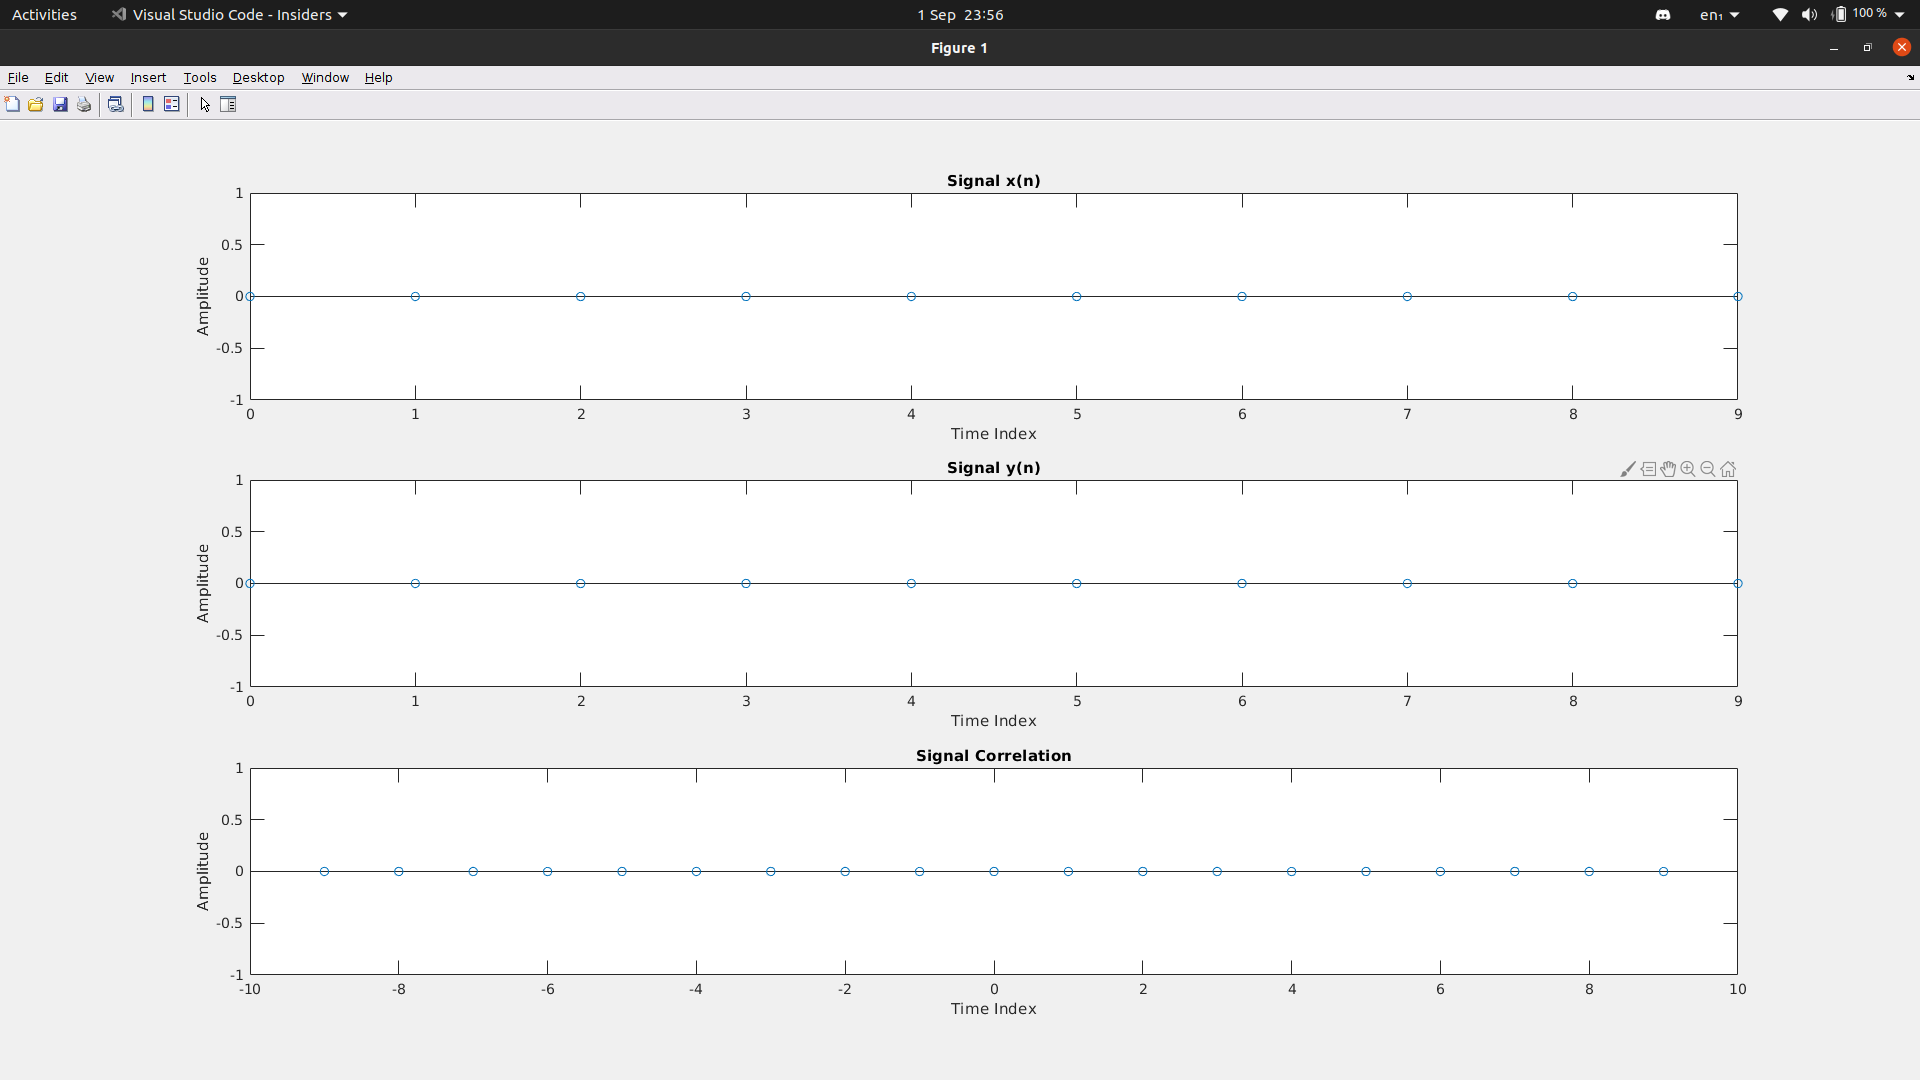 Activities Visual Studio Code - Insiders 1 Sep 23:56 en₁ 100 %
Figure 1
File Edit View Insert Tools Desktop Window Help
Signal x(n)
1
0.5
0
-0.5
-1
Amplitude
0 1 2 3 4 5 6 7 8 9
Time Index
Signal y(n)
1
0.5
0
-0.5
-1
Amplitude
0 1 2 3 4 5 6 7 8 9
Time Index
Signal Correlation
1
0.5
0
-0.5
-1
Amplitude
-10 -8 -6 -4 -2 0 2 4 6 8 10
Time Index